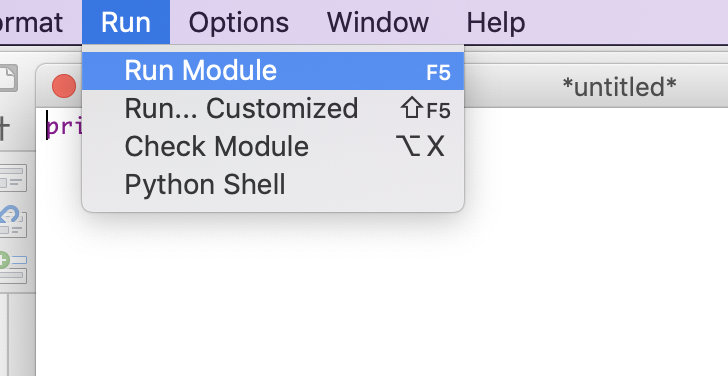 ormat Run Options Window Help
Run Module F5
*untitled*
Run... Customized ⇧F5
pri
Check Module ⌥X
Python Shell